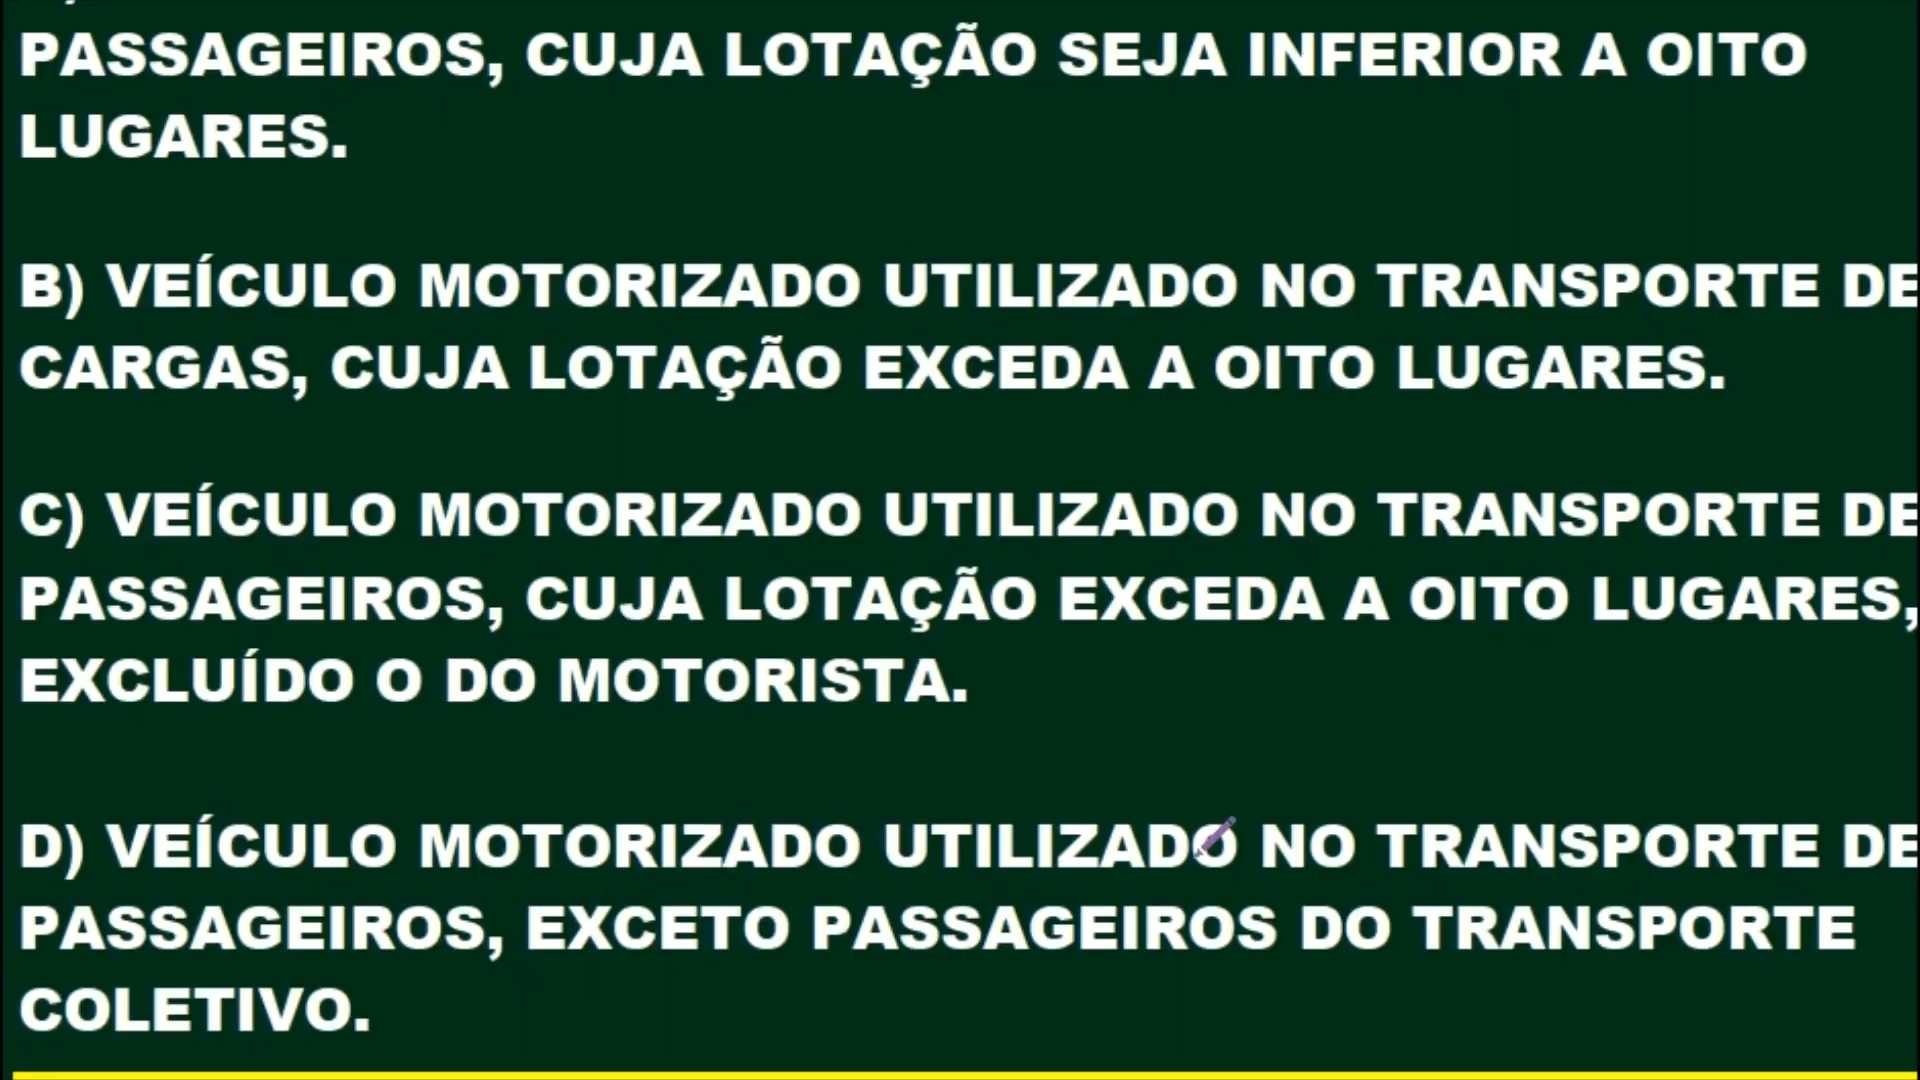 PASSAGEIROS, CUJA LOTAÇÃO SEJA INFERIOR A OITO
LUGARES.
B) VEÍCULO MOTORIZADO UTILIZADO NO TRANSPORTE DE
CARGAS, CUJA LOTAÇÃO EXCEDA A OITO LUGARES.
C) VEÍCULO MOTORIZADO UTILIZADO NO TRANSPORTE DE
PASSAGEIROS, CUJA LOTAÇÃO EXCEDA A OITO LUGARES,
EXCLUÍDO O DO MOTORISTA.
D) VEÍCULO MOTORIZADO UTILIZADO NO TRANSPORTE DE
PASSAGEIROS, EXCETO PASSAGEIROS DO TRANSPORTE
COLETIVO.